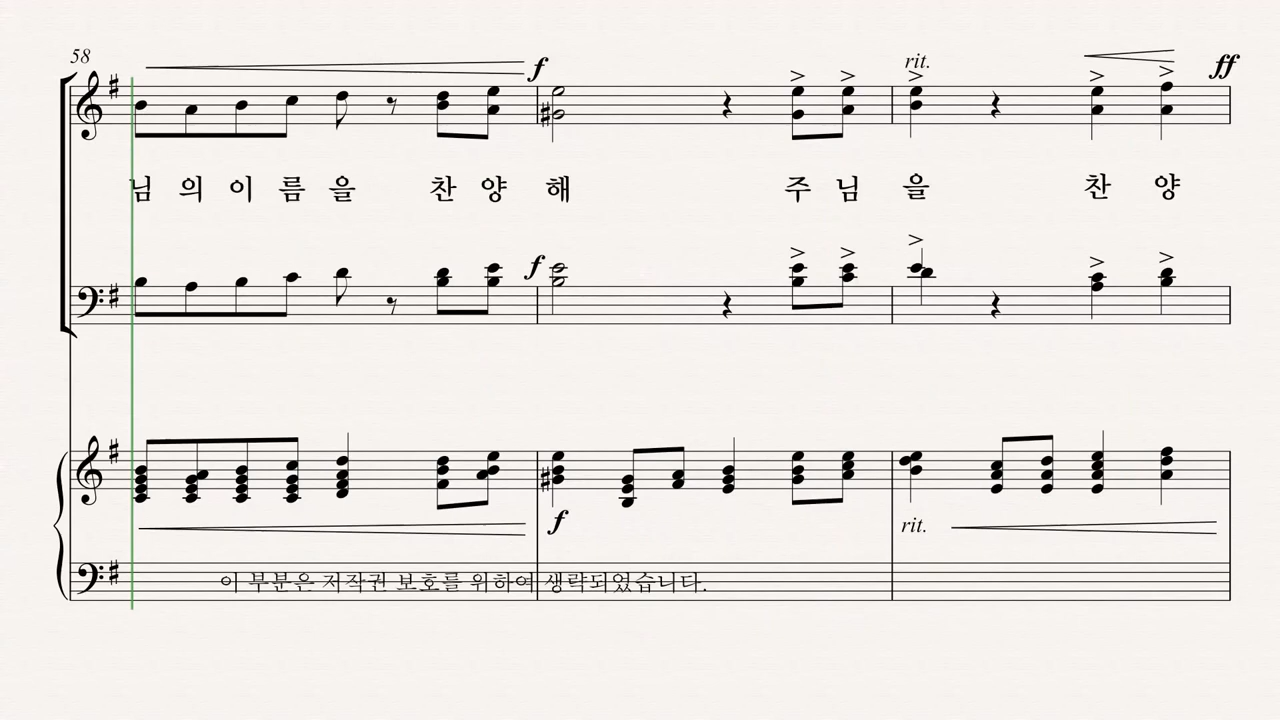 58
f
rit.
ff
님 의 이 름 을 찬 양 해 주 님 을 찬 양
f
f
rit.
이 부분은 저작권 보호를 위하여 생략되었습니다.